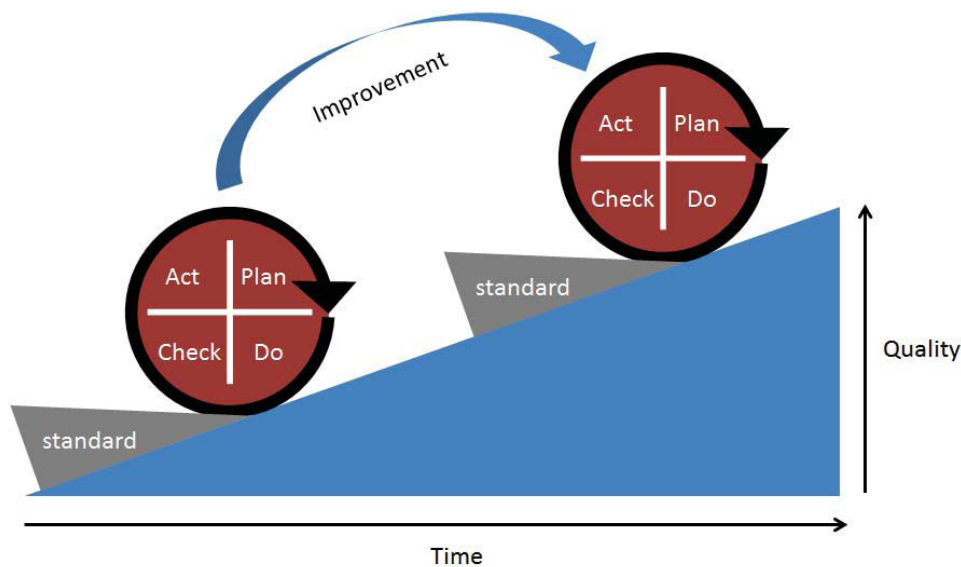 Improvement
Act Plan
Check Do
standard
Act Plan
Check Do
standard
Quality
Time